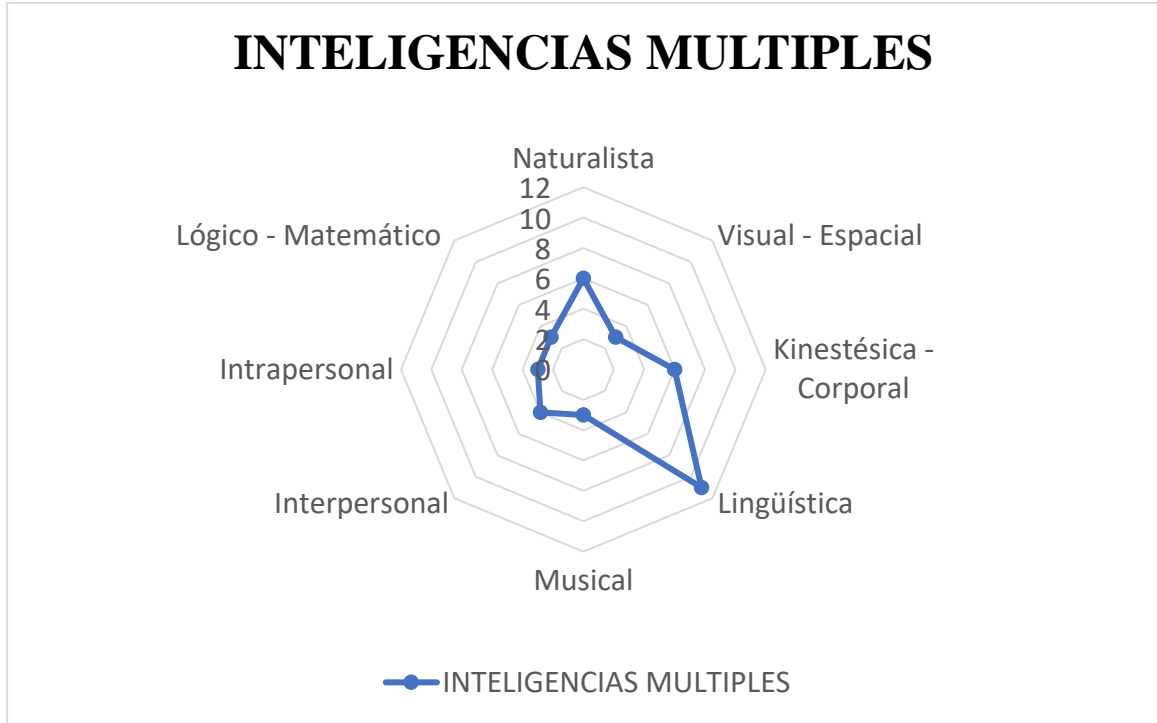 INTELIGENCIAS MULTIPLES
Naturalista
12
10
8
6
4
2
0
Lógico - Matemático
Visual - Espacial
Intrapersonal
Kinestésica -
Corporal
Interpersonal
Lingüística
Musical
INTELIGENCIAS MULTIPLES